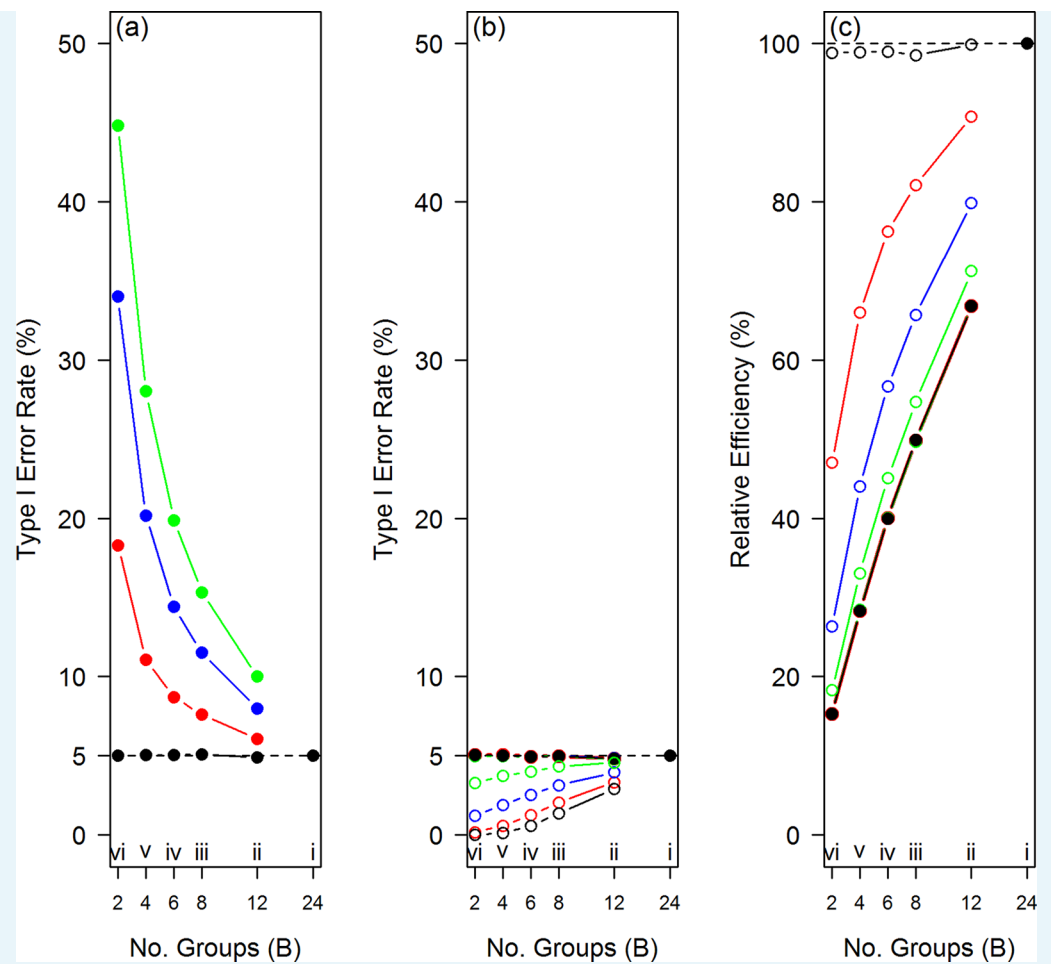 (a)
50
40
30
20
10
5
0
Type I Error Rate (%)
vi v iv iii ii i
2 4 6 8 12 24
No. Groups (B)
(b)
50
40
30
20
10
5
0
Type I Error Rate (%)
vi v iv iii ii i
2 4 6 8 12 24
No. Groups (B)
(c)
100
80
60
40
20
0
Relative Efficiency (%)
vi v iv iii ii i
2 4 6 8 12 24
No. Groups (B)